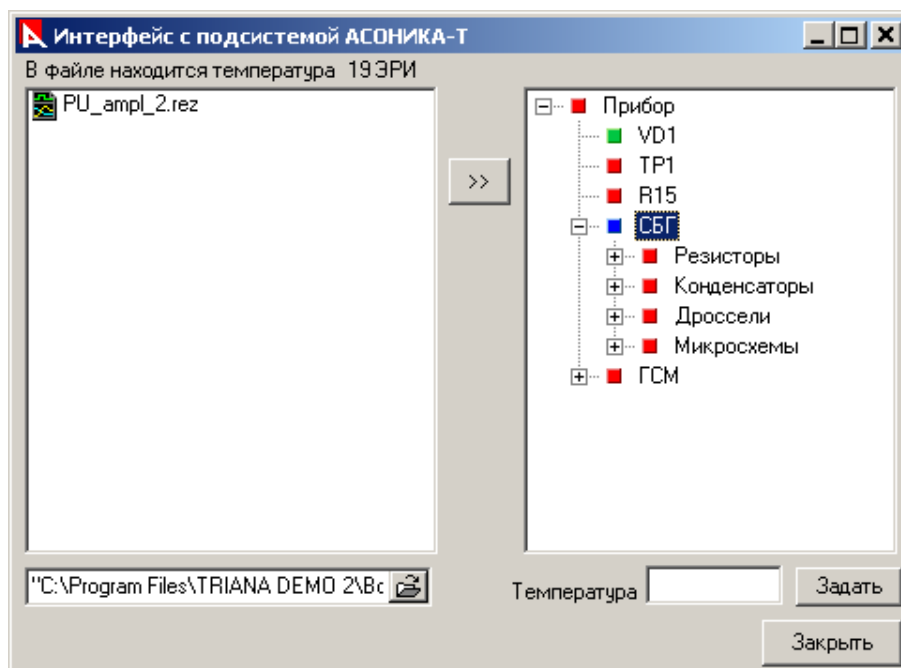 Интерфейс с подсистемой АСОНИКА-Т
В файле находится температура 19 ЭРИ
PU_ampl_2.rez
>>
Прибор
VD1
TP1
R15
СБГ
Резисторы
Конденсаторы
Дроссели
Микросхемы
ГСМ
"C:\Program Files\TRIANA DEMO 2\Bc
Температура
Задать
Закрыть